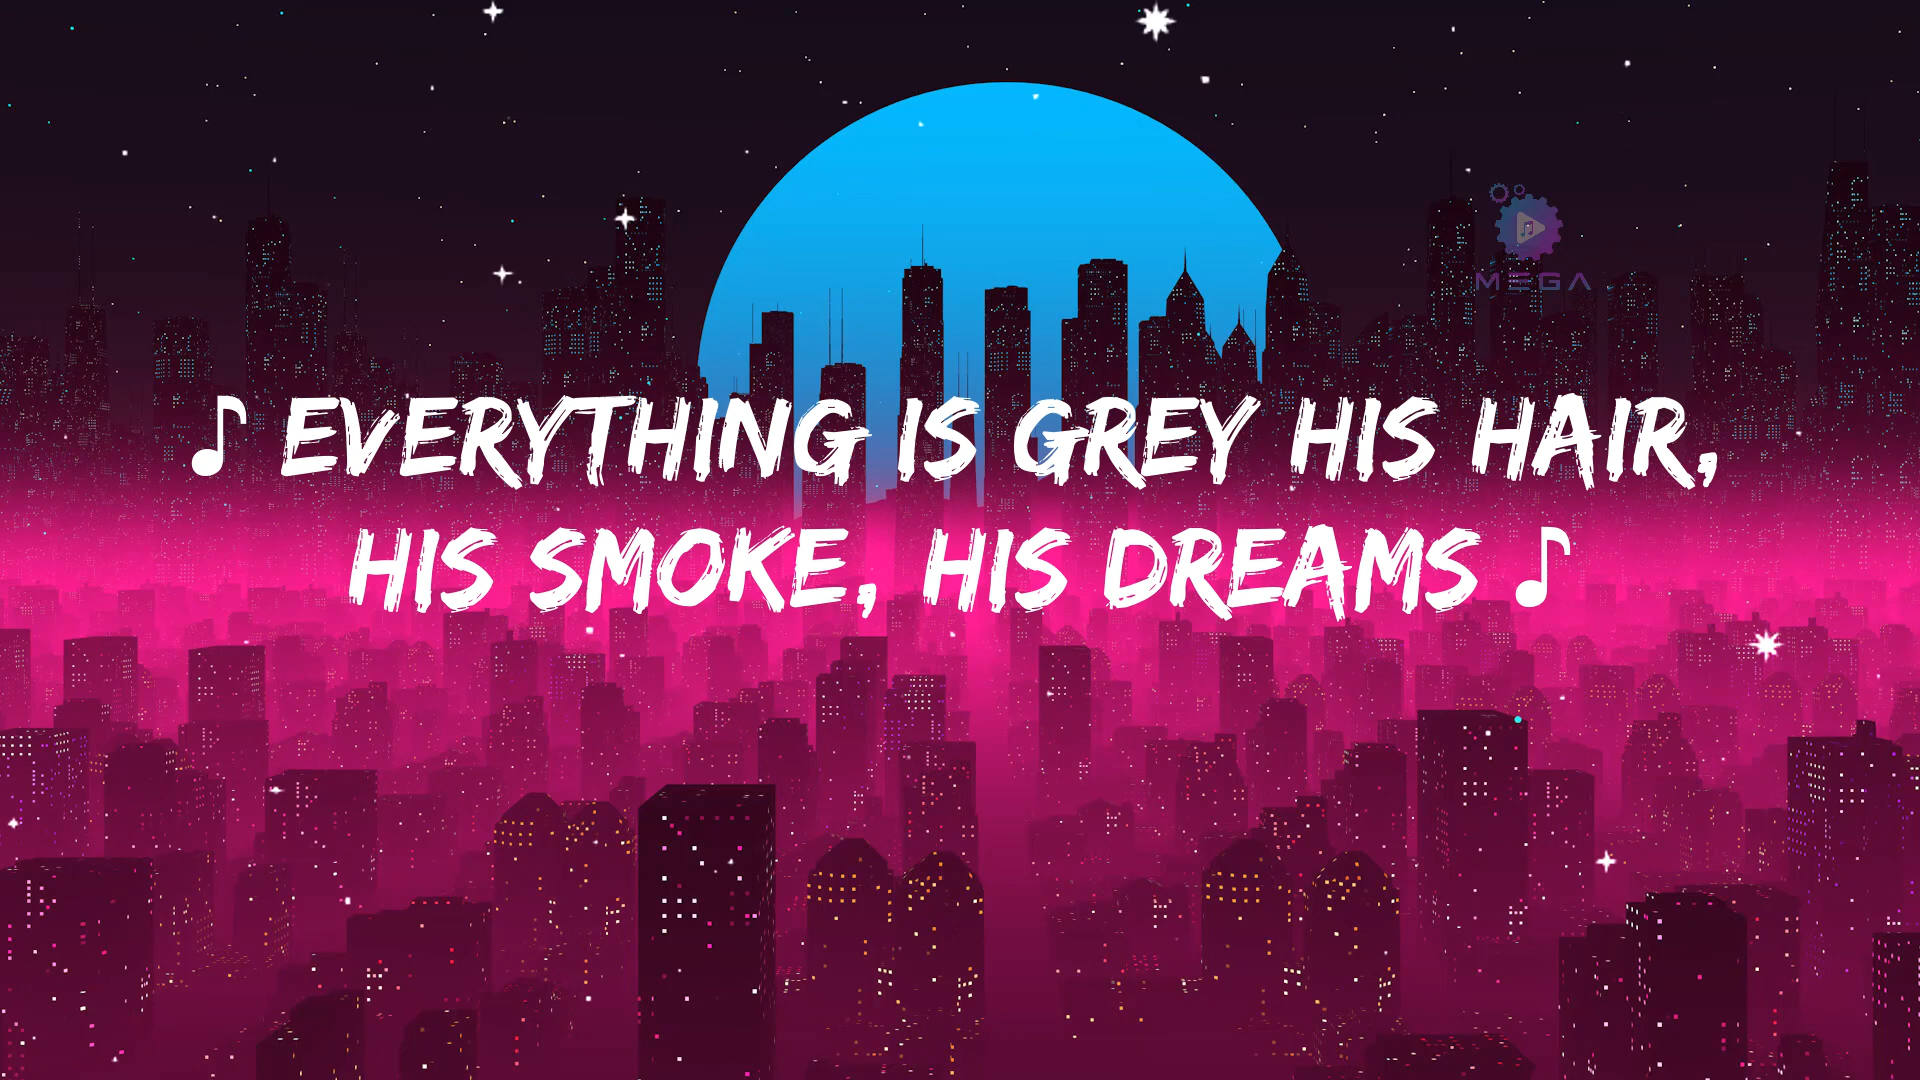 MEGA
♪ EVERYTHING IS GREY HIS HAIR,
HIS SMOKE, HIS DREAMS ♪